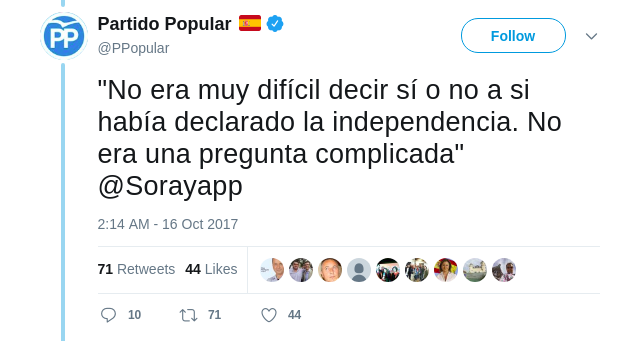 Partido Popular
@PPopular
Follow
"No era muy difícil decir sí o no a si
había declarado la independencia. No
era una pregunta complicada"
@Sorayapp
2:14 AM - 16 Oct 2017
71 Retweets 44 Likes
10 71 44